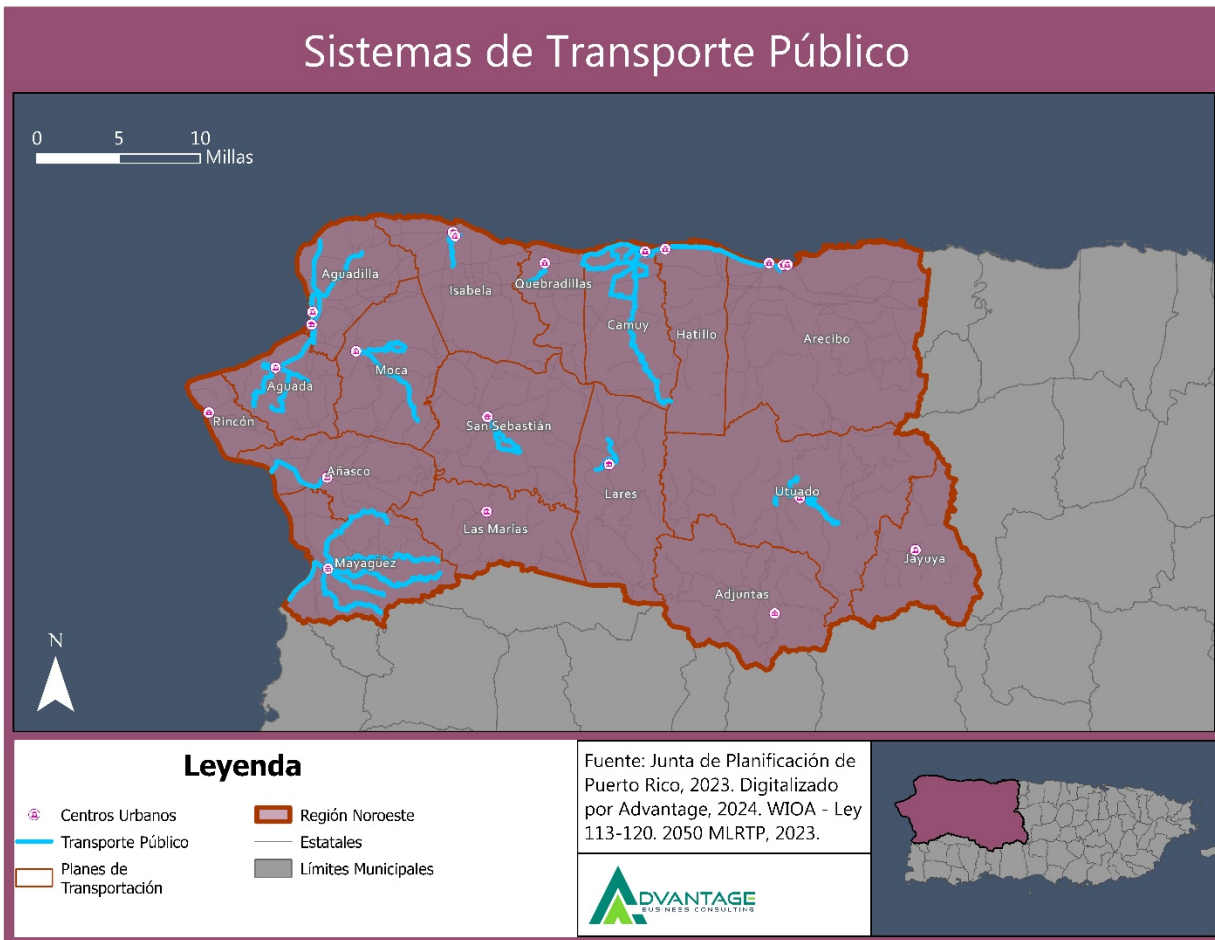 Sistemas de Transporte Público
0 5 10
Millas
Aguadilla
Isabela
Quebradillas
Camuy
Hatillo
Arecibo
Moca
Aguada
Rincón
San Sebastián
Añasco
Lares
Utuado
Las Marías
Mayagüez
Jayuya
Adjuntas
N
Leyenda
Centros Urbanos
Transporte Público
Planes de
Transportación
Región Noroeste
Estatales
Límites Municipales
Fuente: Junta de Planificación de
Puerto Rico, 2023. Digitalizado
por Advantage, 2024. WIOA - Ley
113-120. 2050 MLRTP, 2023.
ADVANTAGE
BUSINESS CONSULTING